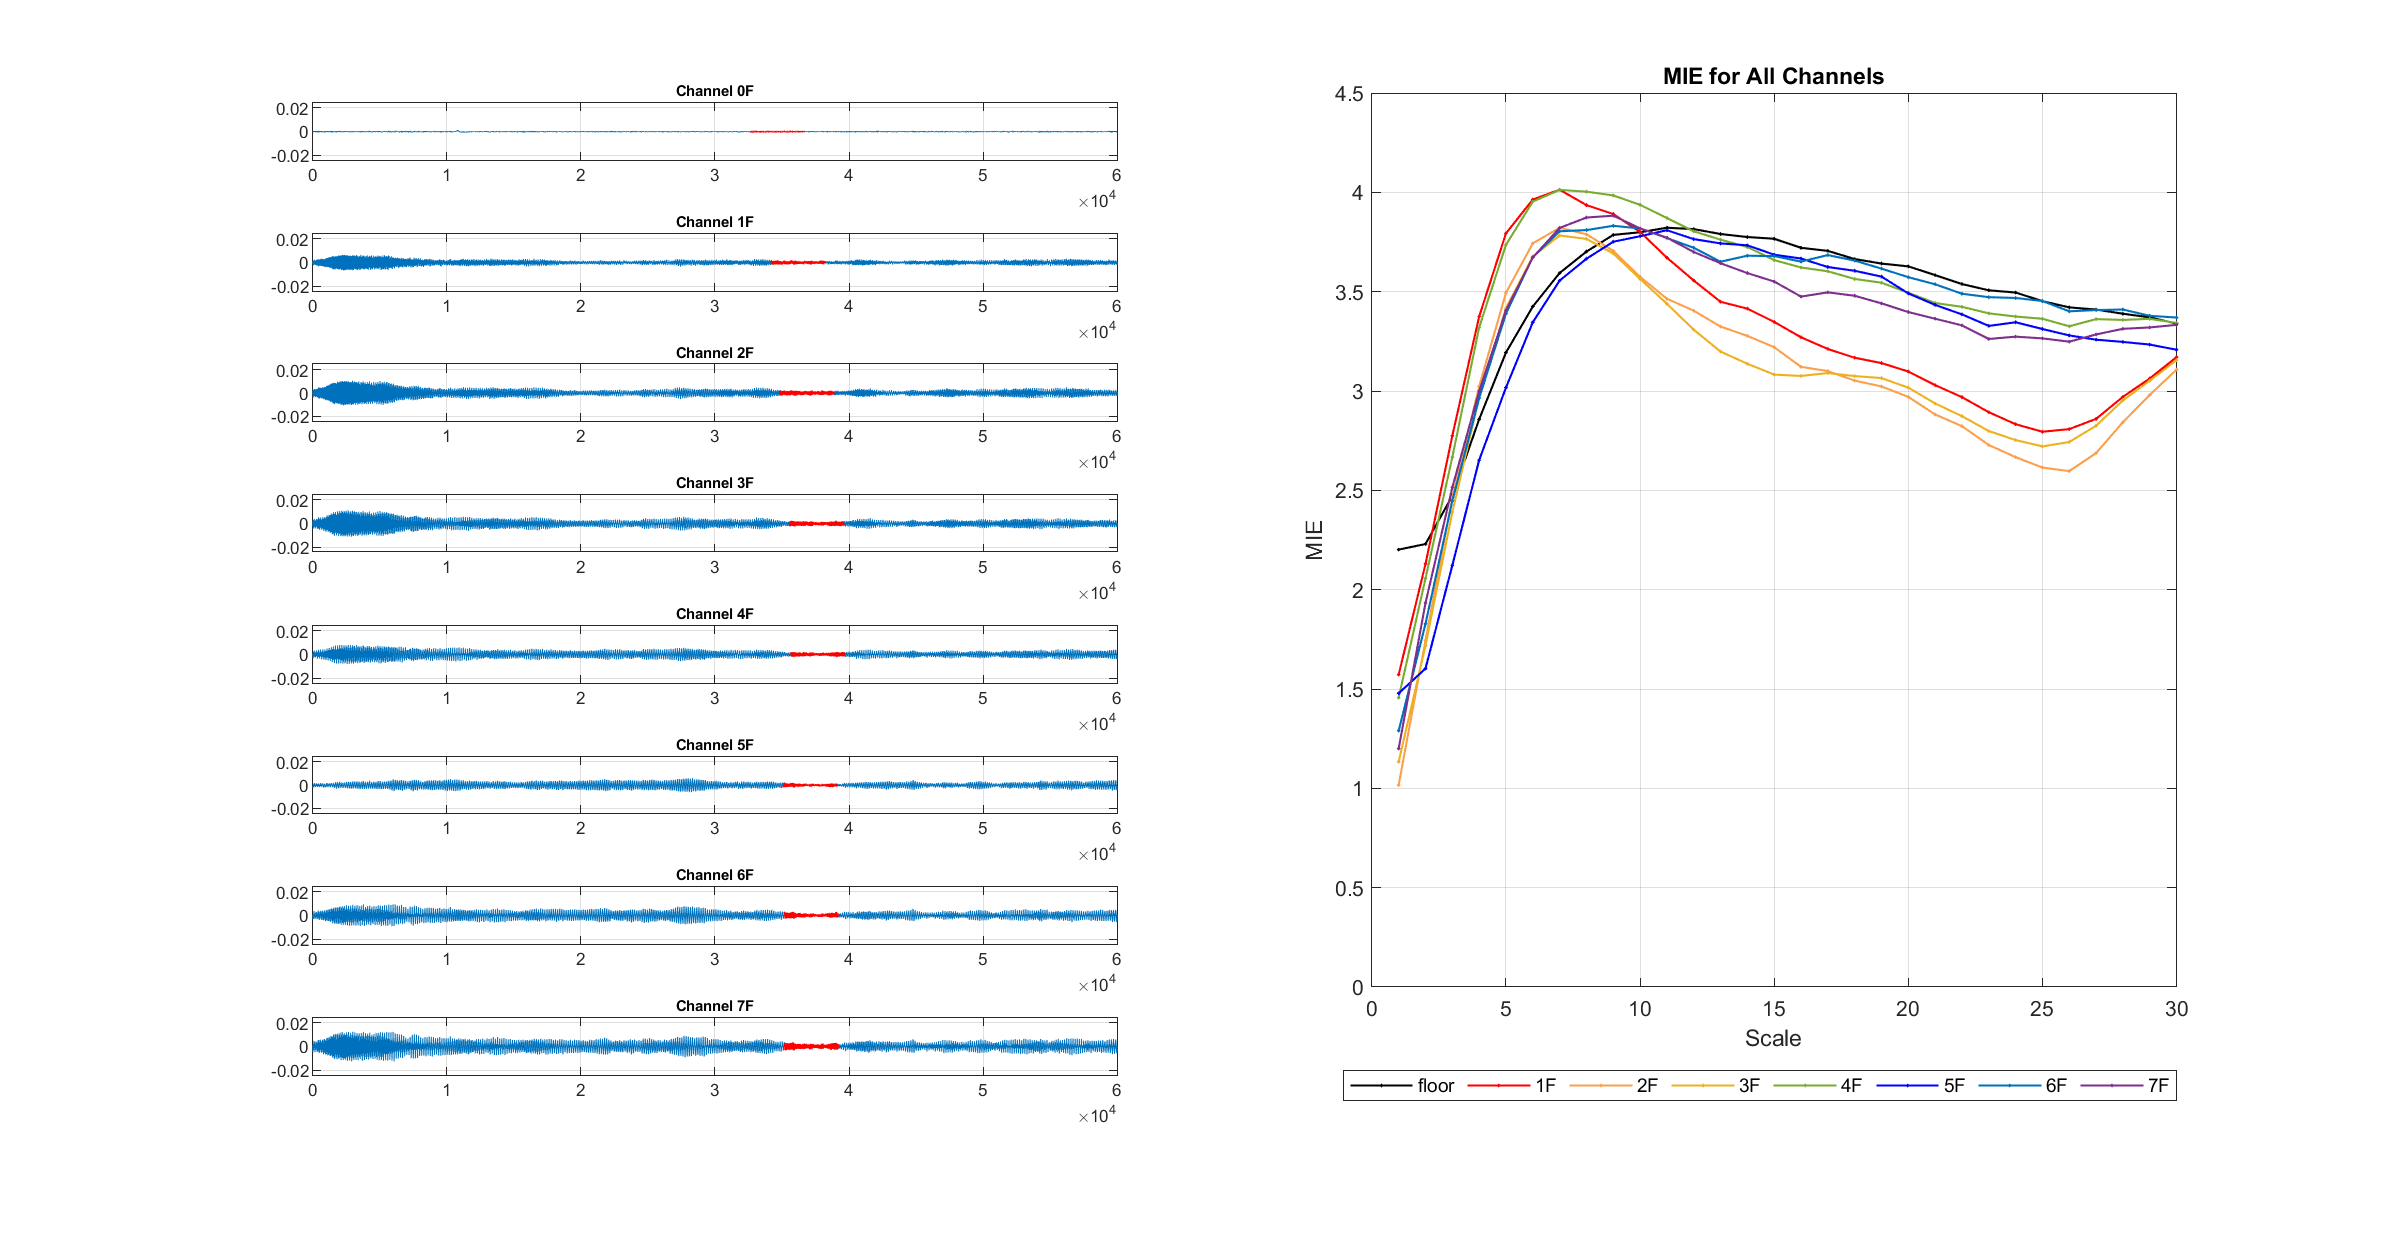 Channel 0F
0.02
0
-0.02
0 1 2 3 4 5 6
×10^4
Channel 1F
0.02
0
-0.02
0 1 2 3 4 5 6
×10^4
Channel 2F
0.02
0
-0.02
0 1 2 3 4 5 6
×10^4
Channel 3F
0.02
0
-0.02
0 1 2 3 4 5 6
×10^4
Channel 4F
0.02
0
-0.02
0 1 2 3 4 5 6
×10^4
Channel 5F
0.02
0
-0.02
0 1 2 3 4 5 6
×10^4
Channel 6F
0.02
0
-0.02
0 1 2 3 4 5 6
×10^4
Channel 7F
0.02
0
-0.02
0 1 2 3 4 5 6
×10^4
MIE for All Channels
4.5
4
3.5
3
2.5
2
1.5
1
0.5
0
MIE
0 5 10 15 20 25 30
Scale
floor 1F 2F 3F 4F 5F 6F 7F